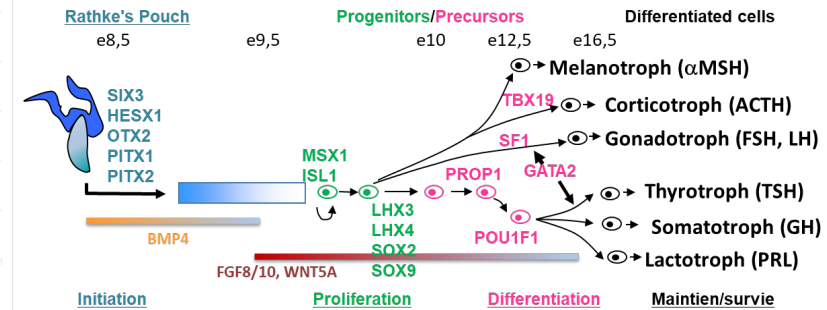 Rathke's Pouch
Progenitors/Precursors
Differentiated cells
e8,5
e9,5
e10
e12,5
e16,5
SIX3
HESX1
OTX2
PITX1
PITX2
MSX1
ISL1
LHX3
LHX4
SOX2
SOX9
PROP1
POU1F1
TBX19
SF1
GATA2
Melanotroph (αMSH)
Corticotroph (ACTH)
Gonadotroph (FSH, LH)
Thyrotroph (TSH)
Somatotroph (GH)
Lactotroph (PRL)
BMP4
FGF8/10, WNT5A
Initiation
Proliferation
Differentiation
Maintien/survie